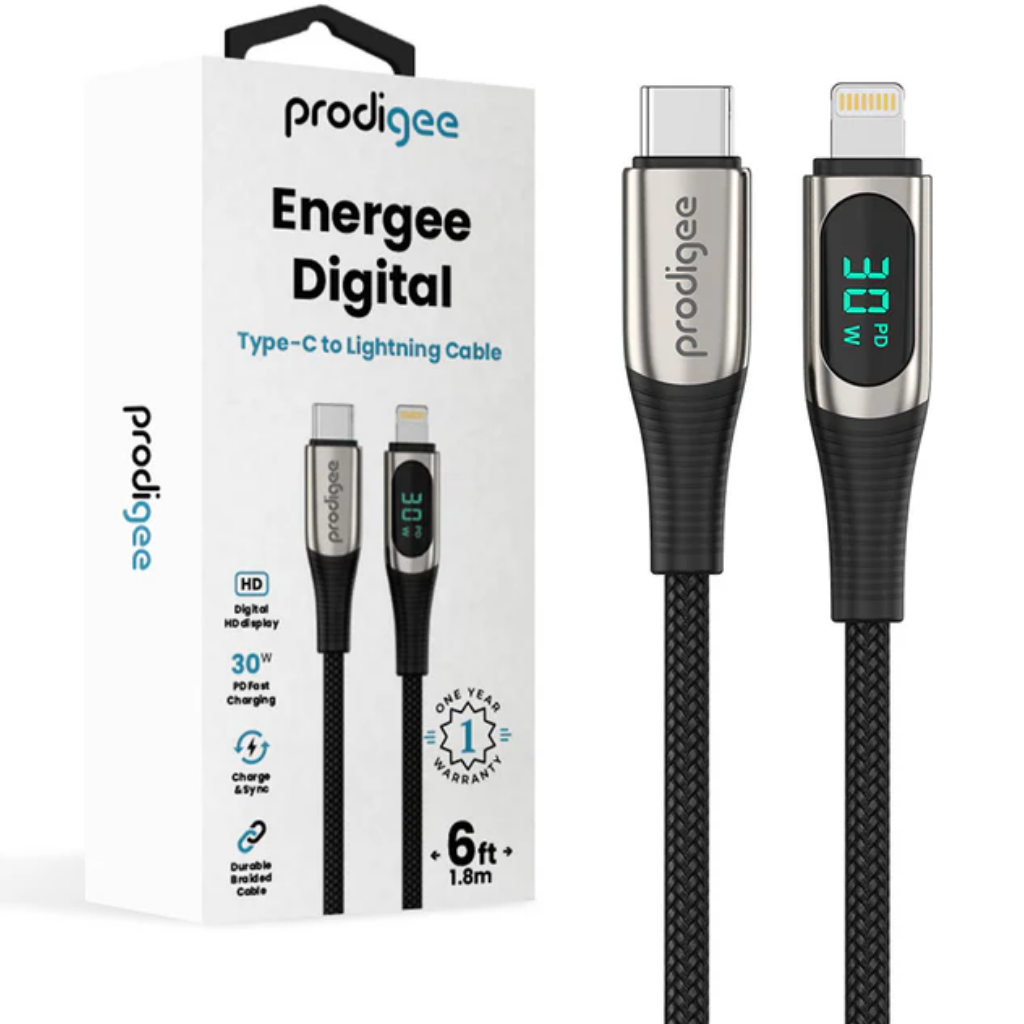 prodigee
Energee
Digital
Type-C to Lightning Cable
prodigee
prodigee
30
PD
W
HD
Digital
HD display
30W
PD Fast
Charging
Charge
& Sync
Durable
Braided
Cable
ONE YEAR
1
WARRANTY
6ft
1.8m
prodigee
30
PD
W